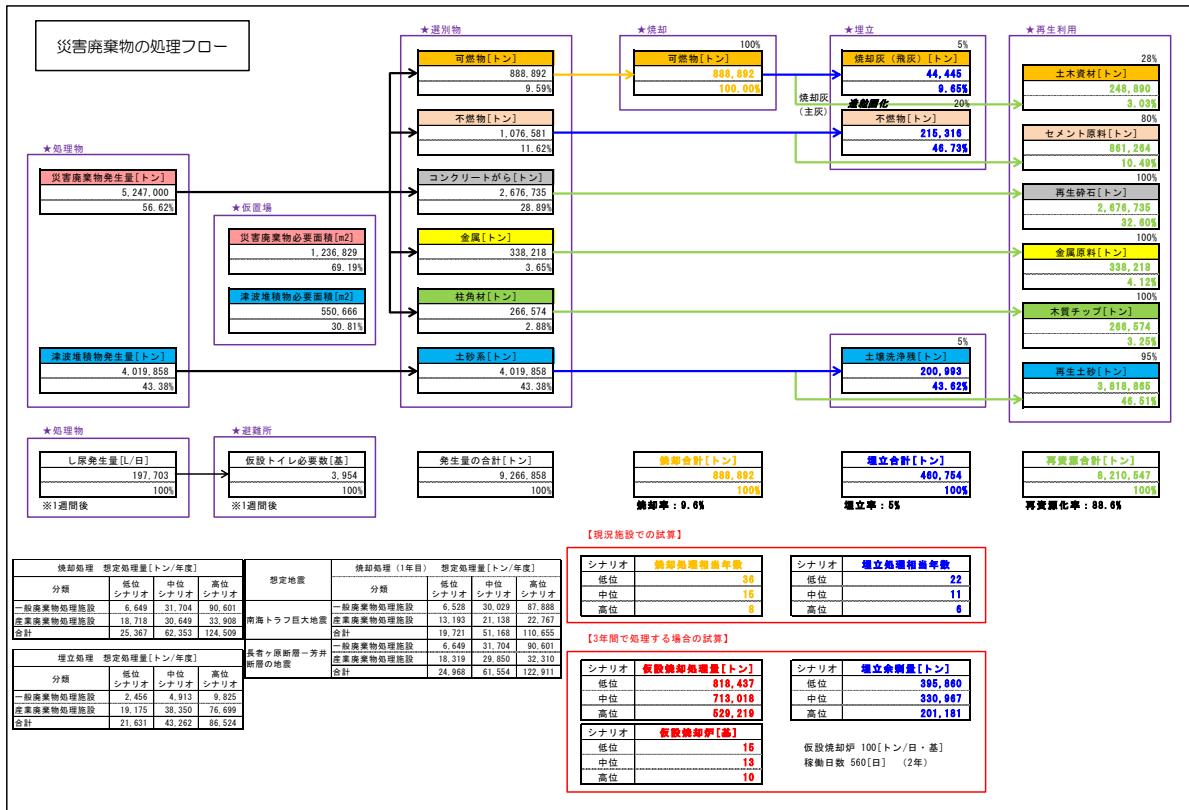 災害廃棄物の処理フロー
★処理物
災害廃棄物発生量[トン]
5,247,000
56.62%
津波堆積物発生量[トン]
4,019,858
43.38%
★仮置場
災害廃棄物必要面積[m2]
1,236,829
69.19%
津波堆積物必要面積[m2]
550,666
30.81%
★選別物
可燃物[トン]
888,892
9.59%
不燃物[トン]
1,076,581
11.62%
コンクリートがら[トン]
2,676,735
28.89%
金属[トン]
338,218
3.65%
柱角材[トン]
266,574
2.88%
土砂系[トン]
4,019,858
43.38%
★焼却
100%
可燃物[トン]
888,892
100.00%
★埋立
5%
焼却灰(飛灰)[トン]
44,445
9.65%
焼却灰
(主灰)
造粒固化
20%
不燃物[トン]
215,316
46.73%
5%
土壌洗浄残[トン]
200,993
43.62%
★再生利用
28%
土木資材[トン]
248,890
3.03%
80%
セメント原料[トン]
861,264
10.49%
100%
再生砕石[トン]
2,676,735
32.60%
100%
金属原料[トン]
338,218
4.12%
100%
木質チップ[トン]
266,574
3.25%
95%
再生土砂[トン]
3,818,865
46.51%
★処理物
し尿発生量[L/日]
197,703
100%
※1週間後
★避難所
仮設トイレ必要数[基]
3,954
100%
※1週間後
発生量の合計[トン]
9,266,858
100%
焼却合計[トン]
888,892
100%
焼却率:9.6%
埋立合計[トン]
460,754
100%
埋立率:5%
再資源合計[トン]
8,210,547
100%
再資源化率:88.6%
焼却処理 想定処理量[トン/年度]
分類 低位シナリオ 中位シナリオ 高位シナリオ
一般廃棄物処理施設 6,649 31,704 90,601
産業廃棄物処理施設 18,718 30,649 33,908
合計 25,367 62,353 124,509
埋立処理 想定処理量[トン/年度]
分類 低位シナリオ 中位シナリオ 高位シナリオ
一般廃棄物処理施設 2,456 4,913 9,825
産業廃棄物処理施設 19,175 38,350 76,699
合計 21,631 43,262 86,524
想定地震 焼却処理(1年目) 想定処理量[トン/年度]
分類 低位シナリオ 中位シナリオ 高位シナリオ
南海トラフ巨大地震
一般廃棄物処理施設 6,528 30,029 87,888
産業廃棄物処理施設 13,193 21,138 22,767
合計 19,721 51,168 110,655
長者ヶ原断層-芳井断層の地震
一般廃棄物処理施設 6,649 31,704 90,601
産業廃棄物処理施設 18,319 29,850 32,310
合計 24,968 61,554 122,911
【現況施設での試算】
シナリオ 焼却処理相当年数
低位 36
中位 15
高位 8
シナリオ 埋立処理相当年数
低位 22
中位 11
高位 6
【3年間で処理する場合の試算】
シナリオ 仮設焼却処理量[トン]
低位 818,437
中位 713,018
高位 529,219
シナリオ 埋立余剰量[トン]
低位 395,860
中位 330,967
高位 201,181
シナリオ 仮設焼却炉[基]
低位 15
中位 13
高位 10
仮設焼却炉 100[トン/日・基]
稼働日数 560[日] (2年)